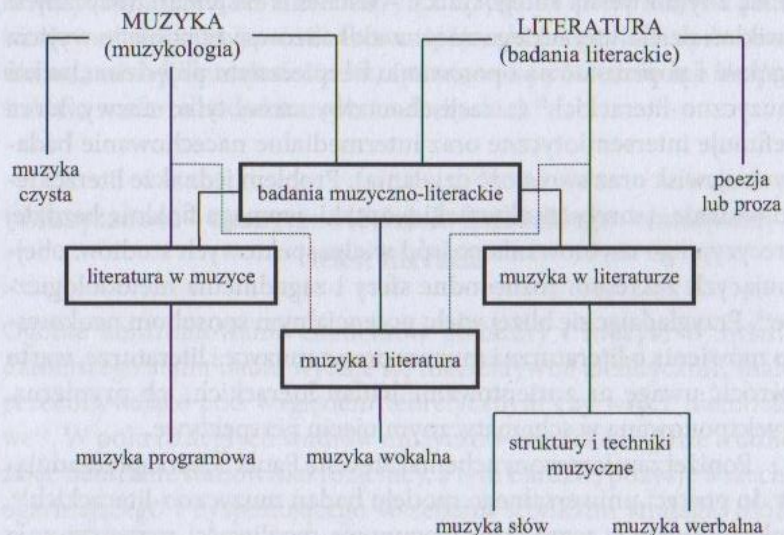 MUZYKA
(muzykologia)
LITERATURA
(badania literackie)
muzyka
czysta
badania muzyczno-literackie
poezja
lub proza
literatura w muzyce
muzyka w literaturze
muzyka i literatura
muzyka programowa
muzyka wokalna
struktury i techniki
muzyczne
muzyka słów
muzyka werbalna